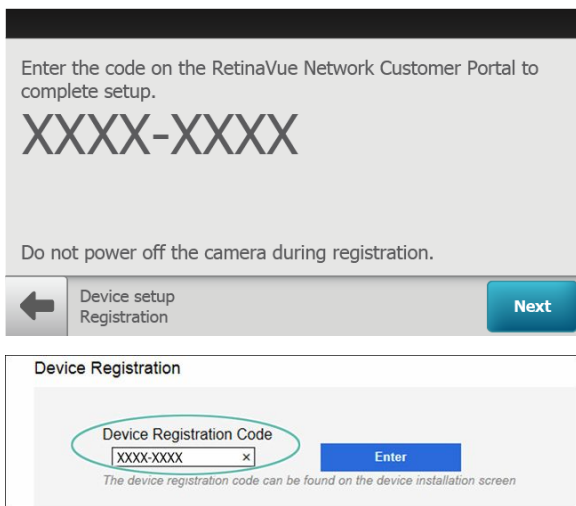 Enter the code on the RetinaVue Network Customer Portal to
complete setup.
XXXX-XXXX
Do not power off the camera during registration.
Device setup
Registration
Next
Device Registration
Device Registration Code
XXXX-XXXX ×
Enter
The device registration code can be found on the device installation screen